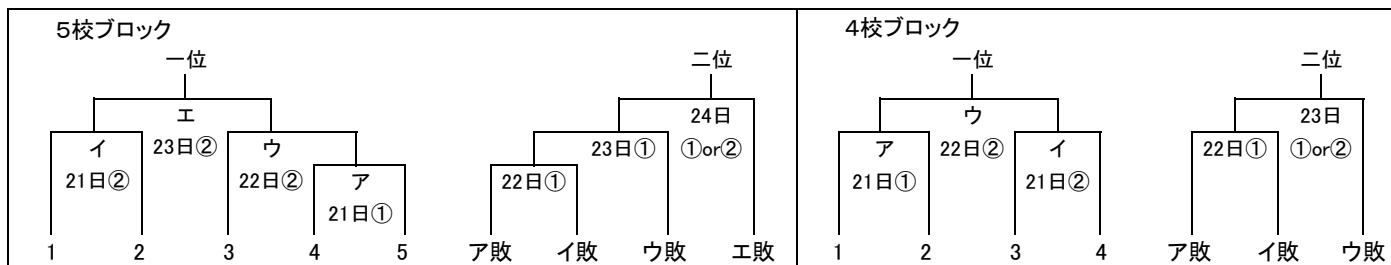 5校ブロック
一位
二位
エ
24日
イ
23日②
ウ
23日①
①or②
21日②
22日②
ア
22日①
21日①
1
2
3
4
5
ア敗
イ敗
ウ敗
エ敗
4校ブロック
一位
二位
ウ
23日
ア
22日②
イ
22日①
①or②
21日①
21日②
1
2
3
4
ア敗
イ敗
ウ敗